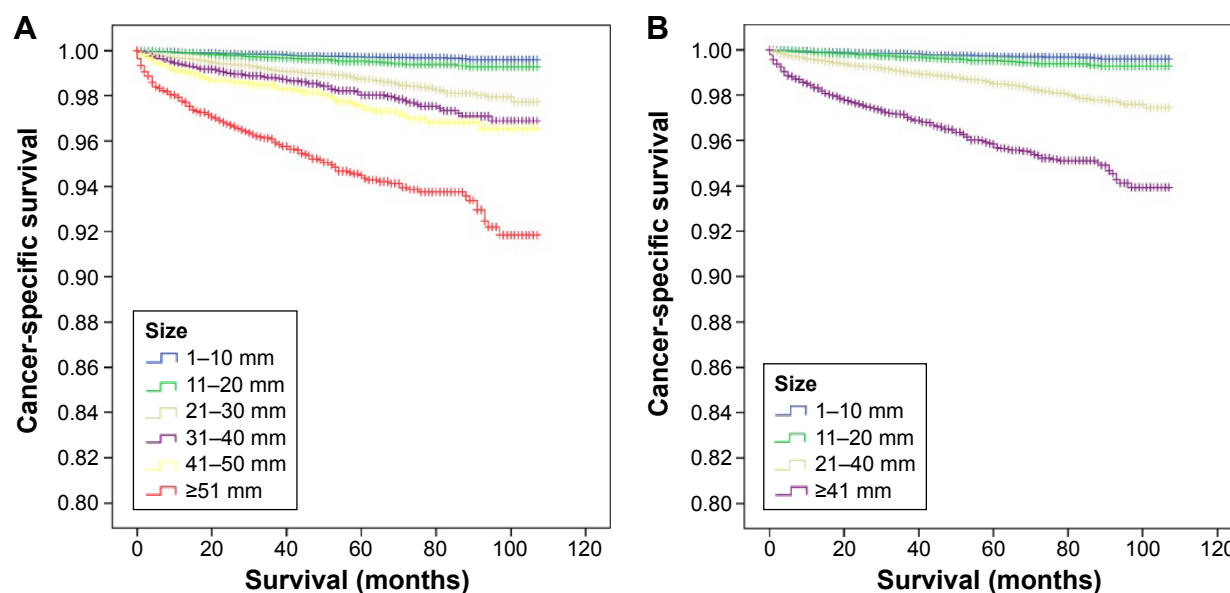 A
Cancer-specific survival
1.00
0.98
0.96
0.94
0.92
0.90
0.88
0.86
0.84
0.82
0.80
Size
1–10 mm
11–20 mm
21–30 mm
31–40 mm
41–50 mm
≥51 mm
0 20 40 60 80 100 120
Survival (months)
B
Cancer-specific survival
1.00
0.98
0.96
0.94
0.92
0.90
0.88
0.86
0.84
0.82
0.80
Size
1–10 mm
11–20 mm
21–40 mm
≥41 mm
0 20 40 60 80 100 120
Survival (months)